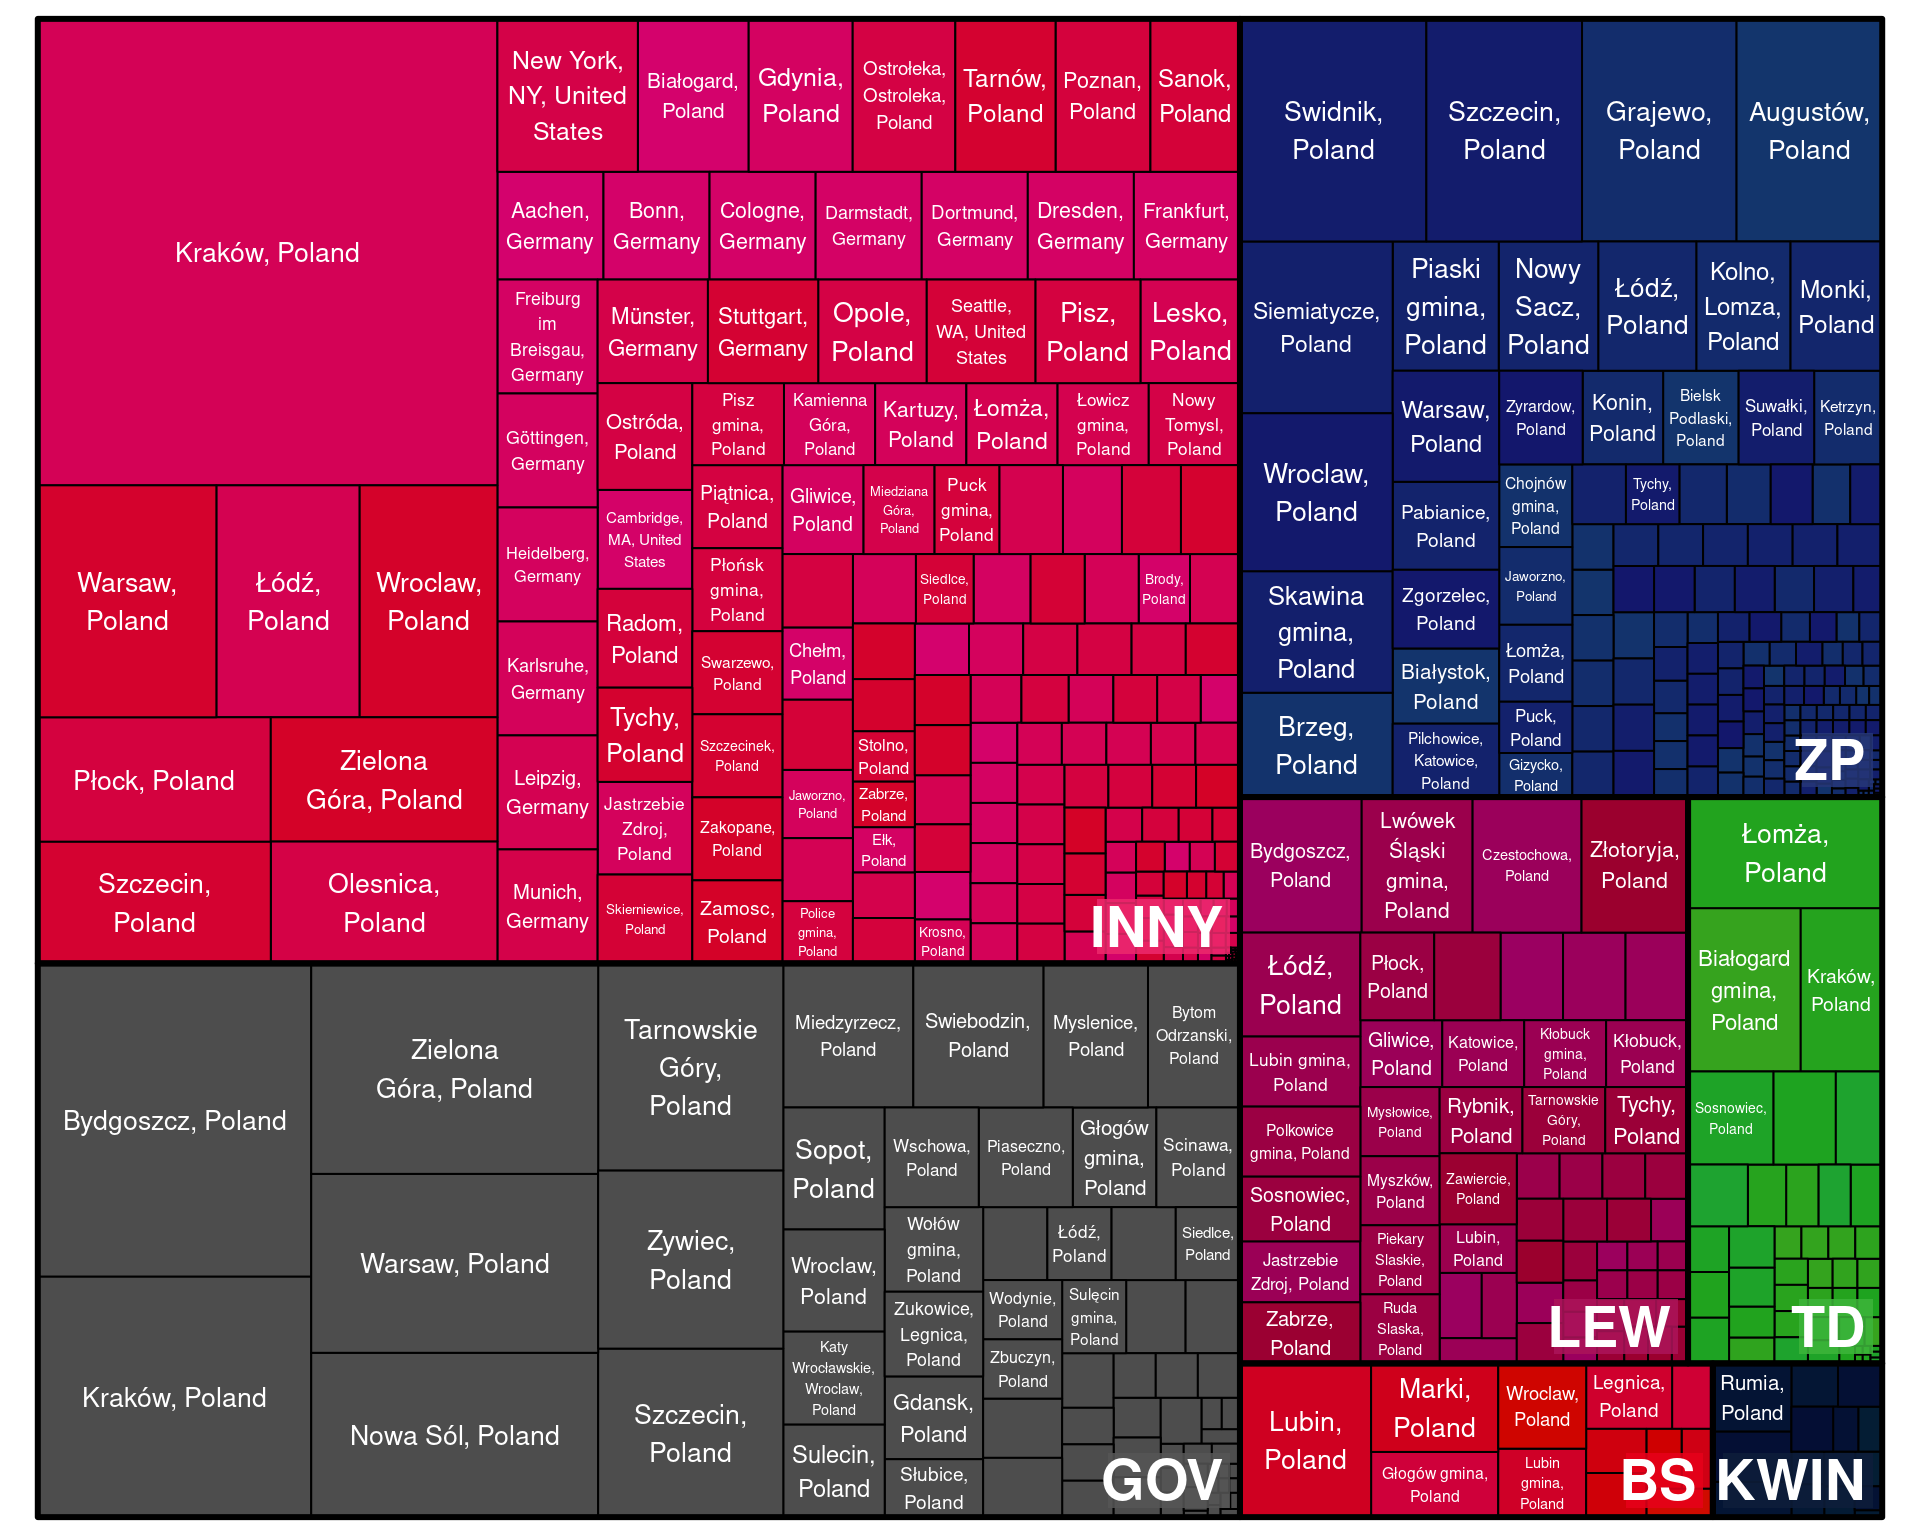 Kraków, Poland
Warsaw,
Poland
Łódź,
Poland
Wroclaw,
Poland
Płock, Poland
Zielona
Góra, Poland
Szczecin,
Poland
Olesnica,
Poland
New York,
NY, United
States
Białogard,
Poland
Gdynia,
Poland
Ostrołeka,
Ostroleka,
Poland
Tarnów,
Poland
Poznan,
Poland
Sanok,
Poland
Aachen,
Germany
Bonn,
Germany
Cologne,
Germany
Darmstadt,
Germany
Dortmund,
Germany
Dresden,
Germany
Frankfurt,
Germany
Freiburg
im
Breisgau,
Germany
Göttingen,
Germany
Heidelberg,
Germany
Karlsruhe,
Germany
Leipzig,
Germany
Munich,
Germany
Münster,
Germany
Stuttgart,
Germany
Opole,
Poland
Seattle,
WA, United
States
Pisz,
Poland
Lesko,
Poland
Ostróda,
Poland
Cambridge,
MA, United
States
Radom,
Poland
Tychy,
Poland
Jastrzebie
Zdroj,
Poland
Skierniewice,
Poland
Pisz
gmina,
Poland
Kamienna
Góra,
Poland
Kartuzy,
Poland
Łomża,
Poland
Łowicz
gmina,
Poland
Nowy
Tomysl,
Poland
Piątnica,
Poland
Płońsk
gmina,
Poland
Swarzewo,
Poland
Szczecinek,
Poland
Zakopane,
Poland
Zamosc,
Poland
Gliwice,
Poland
Miedziana
Góra,
Poland
Puck
gmina,
Poland
Siedlce,
Poland
Brody,
Poland
Chełm,
Poland
Jaworzno,
Poland
Police
gmina,
Poland
Stolno,
Poland
Zabrze,
Poland
Ełk,
Poland
Krosno,
Poland
INNY
Bydgoszcz, Poland
Kraków, Poland
Zielona
Góra, Poland
Warsaw, Poland
Nowa Sól, Poland
Tarnowskie
Góry,
Poland
Zywiec,
Poland
Szczecin,
Poland
Miedzyrzecz,
Poland
Swiebodzin,
Poland
Myslenice,
Poland
Bytom
Odrzanski,
Poland
Sopot,
Poland
Wroclaw,
Poland
Katy
Wrocławskie,
Wroclaw,
Poland
Sulecin,
Poland
Wschowa,
Poland
Piaseczno,
Poland
Głogów
gmina,
Poland
Scinawa,
Poland
Wołów
gmina,
Poland
Zukowice,
Legnica,
Poland
Gdansk,
Poland
Słubice,
Poland
Łódź,
Poland
Siedlce,
Poland
Wodynie,
Poland
Zbuczyn,
Poland
Sulęcin
gmina,
Poland
GOV
Swidnik,
Poland
Szczecin,
Poland
Grajewo,
Poland
Augustów,
Poland
Siemiatycze,
Poland
Wroclaw,
Poland
Skawina
gmina,
Poland
Brzeg,
Poland
Piaski
gmina,
Poland
Nowy
Sacz,
Poland
Łódź,
Poland
Kolno,
Lomza,
Poland
Monki,
Poland
Warsaw,
Poland
Pabianice,
Poland
Zgorzelec,
Poland
Białystok,
Poland
Pilchowice,
Katowice,
Poland
Zyrardow,
Poland
Konin,
Poland
Bielsk
Podlaski,
Poland
Suwałki,
Poland
Ketrzyn,
Poland
Chojnów
gmina,
Poland
Tychy,
Poland
Jaworzno,
Poland
Łomża,
Poland
Puck,
Poland
Gizycko,
Poland
ZP
Bydgoszcz,
Poland
Lwówek
Śląski
gmina,
Poland
Czestochowa,
Poland
Złotoryja,
Poland
Łódź,
Poland
Lubin gmina,
Poland
Polkowice
gmina, Poland
Sosnowiec,
Poland
Jastrzebie
Zdroj, Poland
Zabrze,
Poland
Płock,
Poland
Gliwice,
Poland
Katowice,
Poland
Kłobuck
gmina,
Poland
Kłobuck,
Poland
Mysłowice,
Poland
Rybnik,
Poland
Tarnowskie
Góry,
Poland
Tychy,
Poland
Myszków,
Poland
Zawiercie,
Poland
Piekary
Slaskie,
Poland
Lubin,
Poland
Ruda
Slaska,
Poland
LEW
Łomża,
Poland
Białogard
gmina,
Poland
Kraków,
Poland
Sosnowiec,
Poland
TD
Lubin,
Poland
Marki,
Poland
Głogów gmina,
Poland
Wroclaw,
Poland
Lubin
gmina,
Poland
Legnica,
Poland
BS
Rumia,
Poland
KWIN